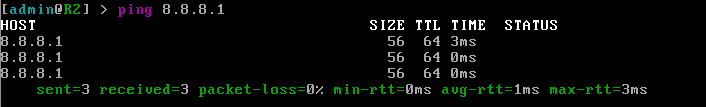 [admin@R2] > ping 8.8.8.1
HOST SIZE TTL TIME STATUS
8.8.8.1 56 64 3ms
8.8.8.1 56 64 0ms
8.8.8.1 56 64 0ms
sent=3 received=3 packet-loss=0% min-rtt=0ms avg-rtt=1ms max-rtt=3ms